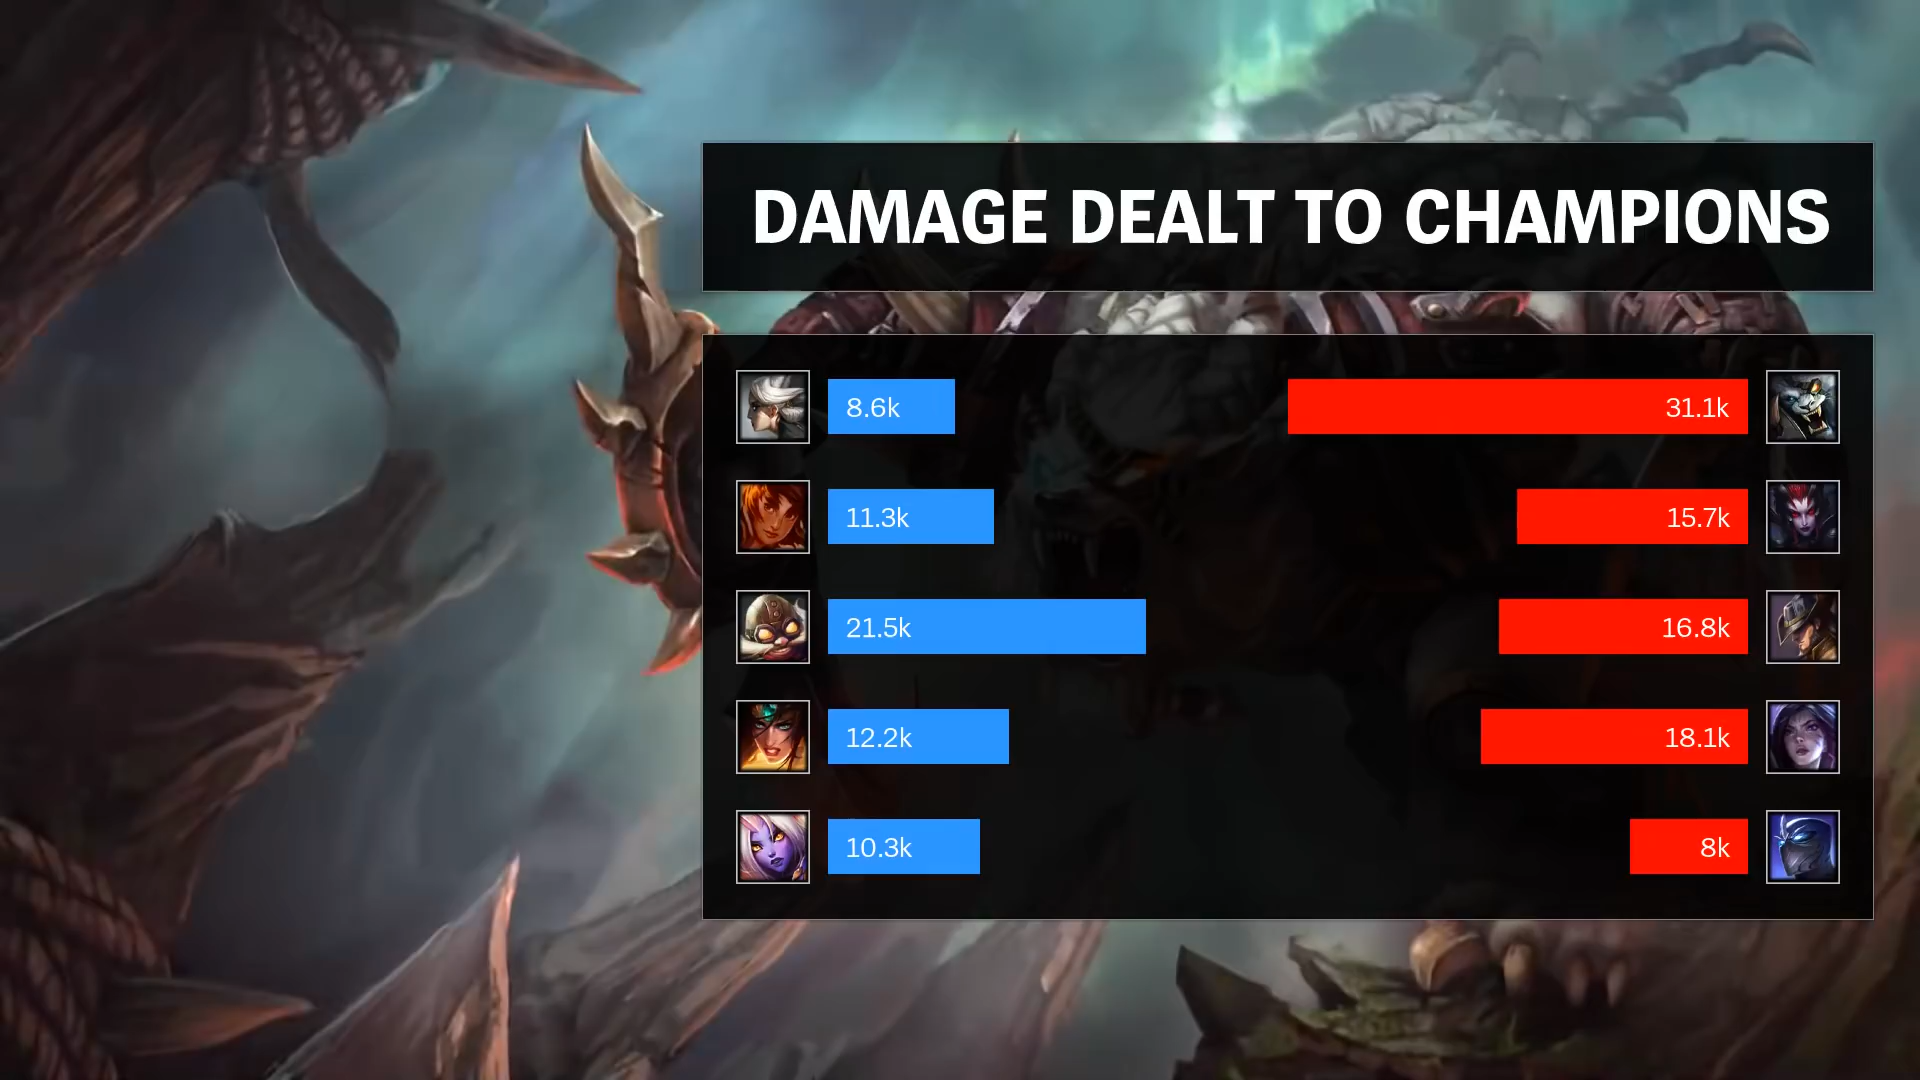 DAMAGE DEALT TO CHAMPIONS
8.6k 31.1k
11.3k 15.7k
21.5k 16.8k
12.2k 18.1k
10.3k 8k